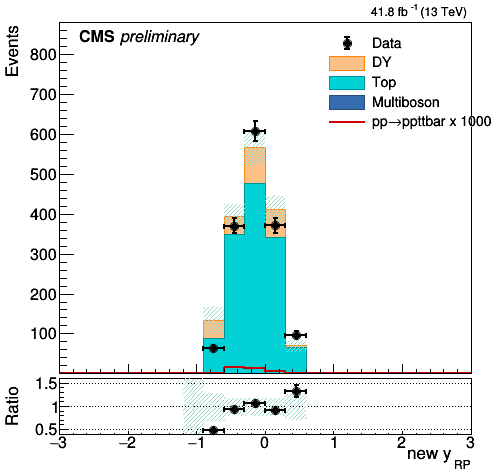 41.8 fb⁻¹ (13 TeV)
CMS preliminary
Events
800
700
600
500
400
300
200
100
Data
DY
Top
Multiboson
pp→ppttbar x 1000
Ratio
1.5
1
0.5
−3 −2 −1 0 1 2 3
new y_RP